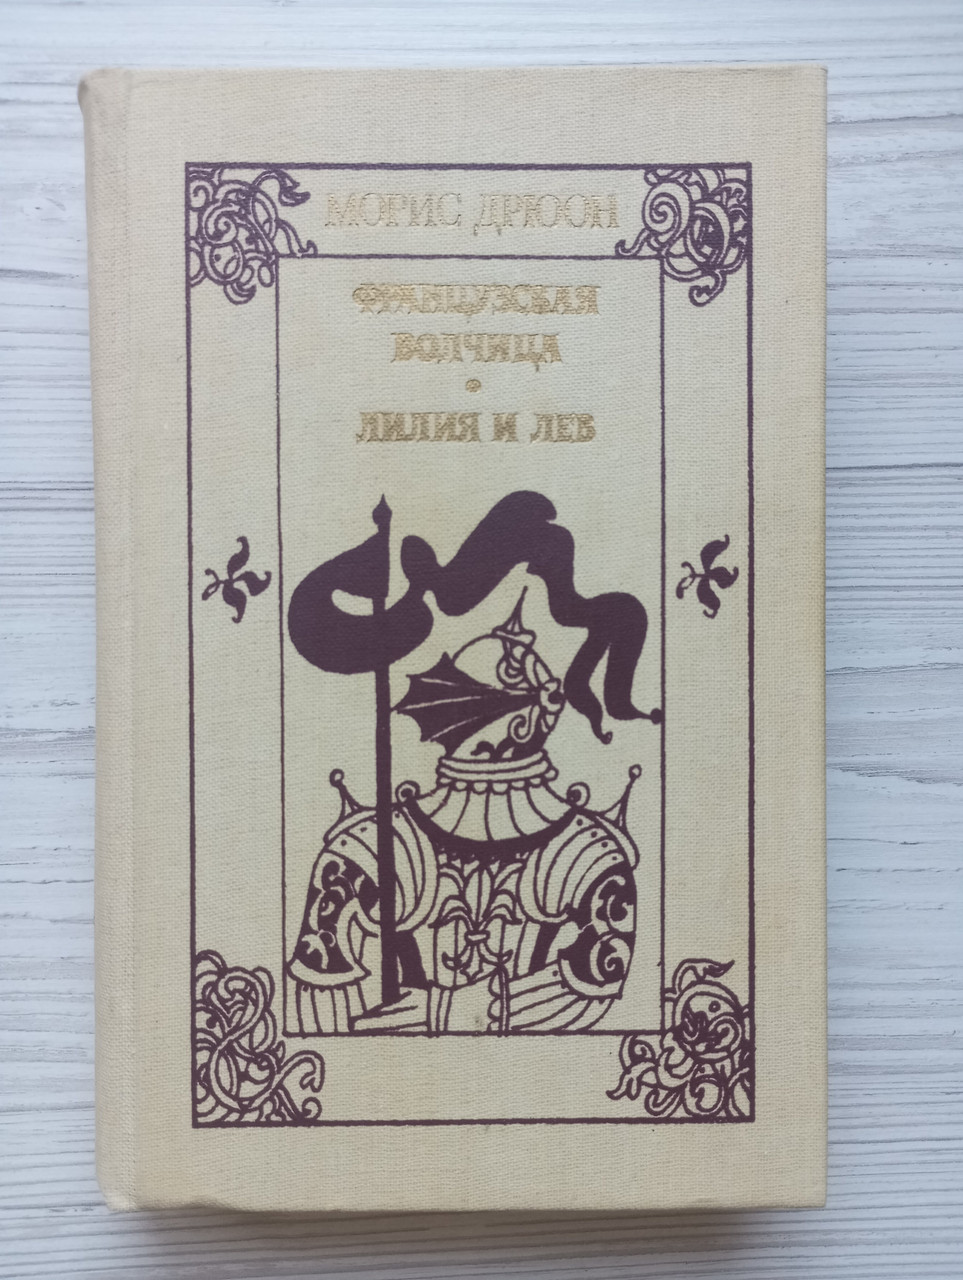 МОРИС ДРЮОН
ФРАНЦУЗСКАЯ
ВОЛЧИЦА
•
ЛИЛИЯ И ЛЕВ